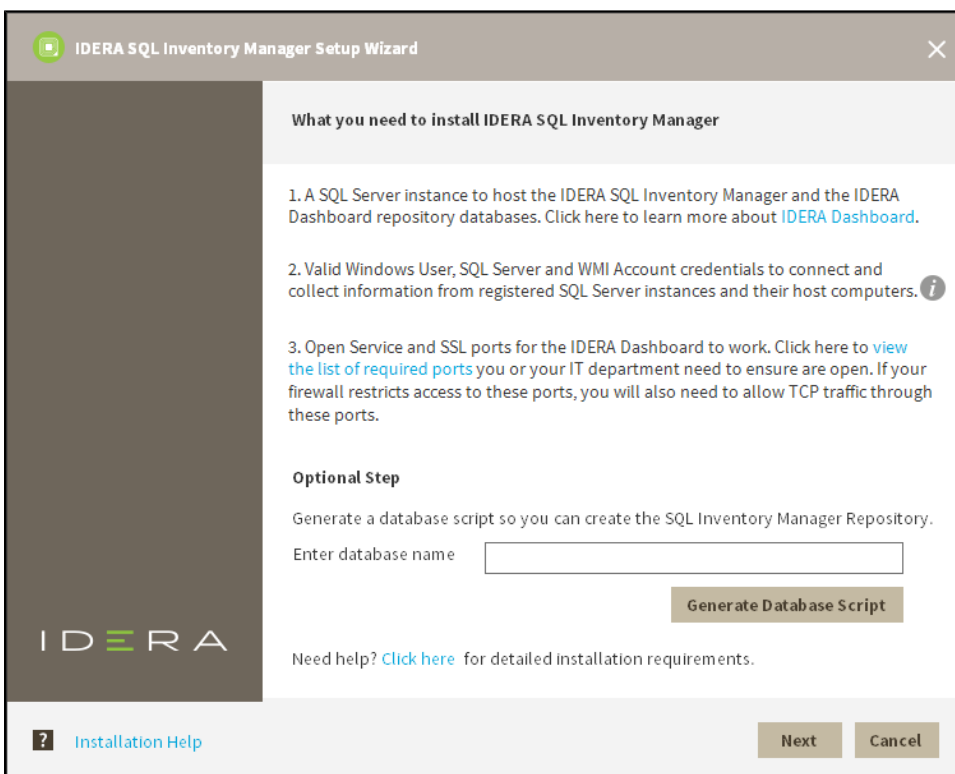 IDERA SQL Inventory Manager Setup Wizard
What you need to install IDERA SQL Inventory Manager
1. A SQL Server instance to host the IDERA SQL Inventory Manager and the IDERA
Dashboard repository databases. Click here to learn more about IDERA Dashboard.
2. Valid Windows User, SQL Server and WMI Account credentials to connect and
collect information from registered SQL Server instances and their host computers. i
3. Open Service and SSL ports for the IDERA Dashboard to work. Click here to view
the list of required ports you or your IT department need to ensure are open. If your
firewall restricts access to these ports, you will also need to allow TCP traffic through
these ports.
Optional Step
Generate a database script so you can create the SQL Inventory Manager Repository.
Enter database name
Generate Database Script
IDERA
Need help? Click here for detailed installation requirements.
? Installation Help
Next Cancel